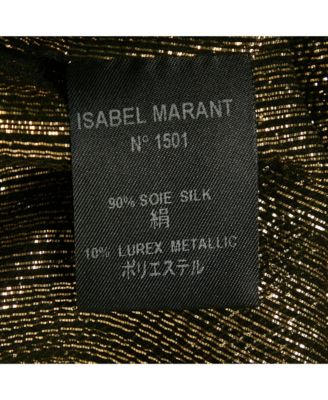 ISABEL MARANT
N° 1501
90% SOIE SILK
絹
10% LUREX METALLIC
ポリエステル